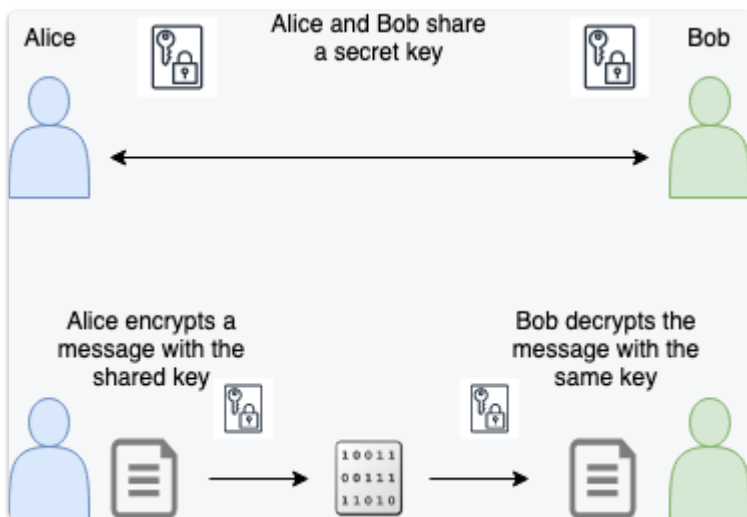 Alice
Alice and Bob share
a secret key
Bob
Alice encrypts a
message with the
shared key
Bob decrypts the
message with the
same key
10011
00111
11010